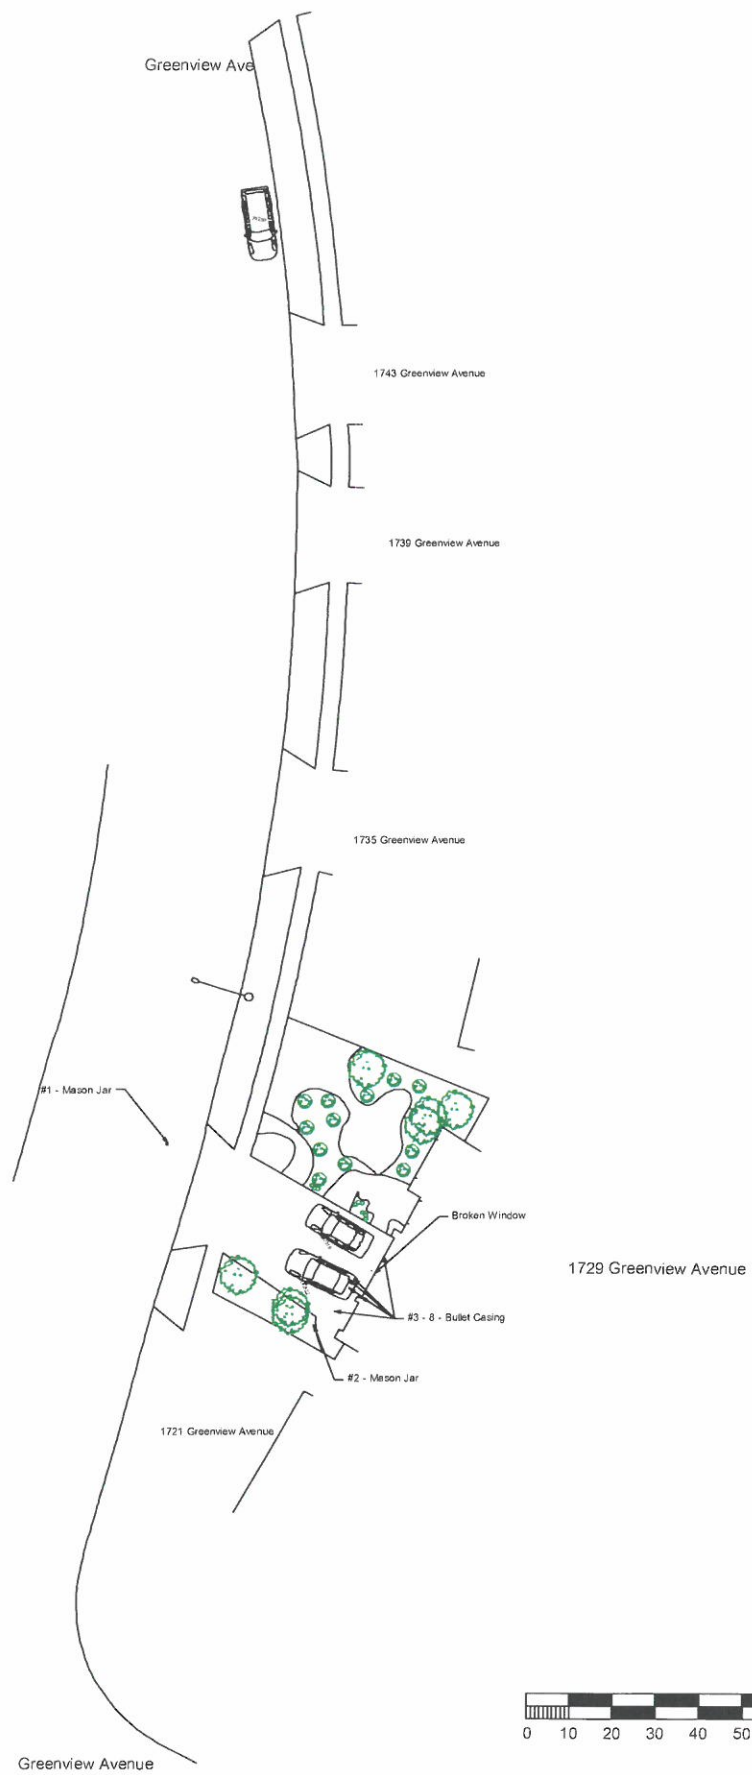 Greenview Ave
1743 Greenview Avenue
1739 Greenview Avenue
1735 Greenview Avenue
#1 - Mason Jar
Broken Window
1729 Greenview Avenue
#3 - 8 - Bullet Casing
#2 - Mason Jar
1721 Greenview Avenue
0 10 20 30 40 50
Greenview Avenue